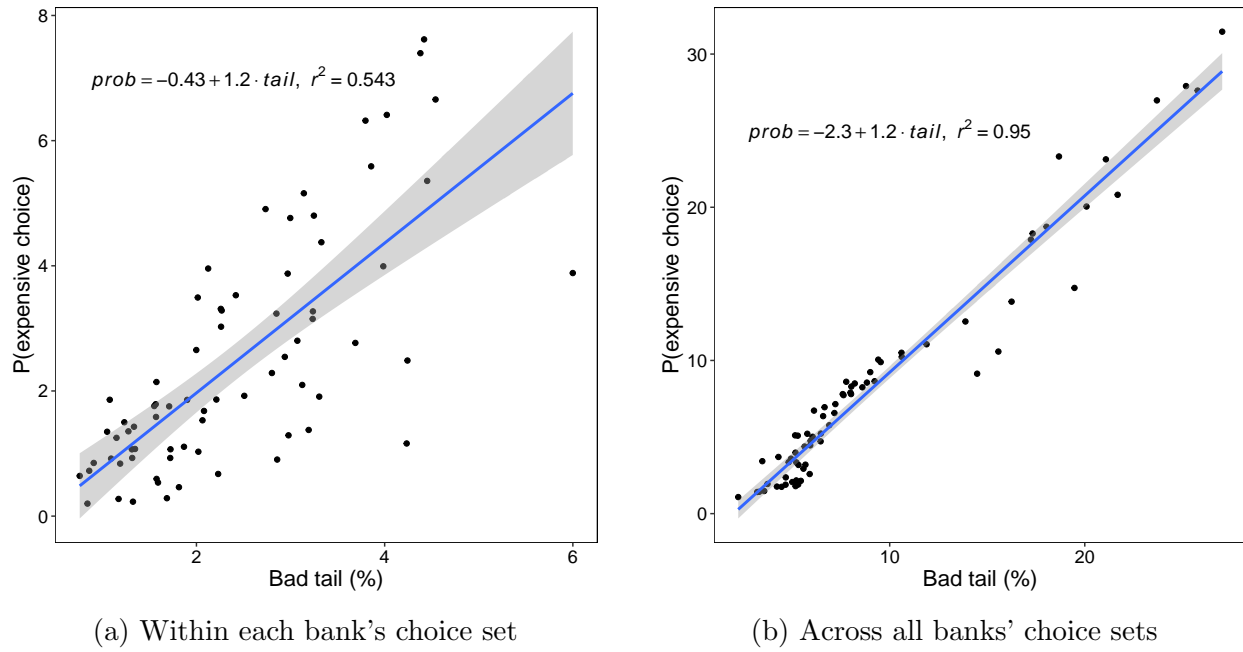 8
6
4
2
0
prob = −0.43 + 1.2 · tail, r² = 0.543
P(expensive choice)
2
4
6
Bad tail (%)
(a) Within each bank's choice set
30
20
10
0
prob = −2.3 + 1.2 · tail, r² = 0.95
P(expensive choice)
10
20
Bad tail (%)
(b) Across all banks' choice sets